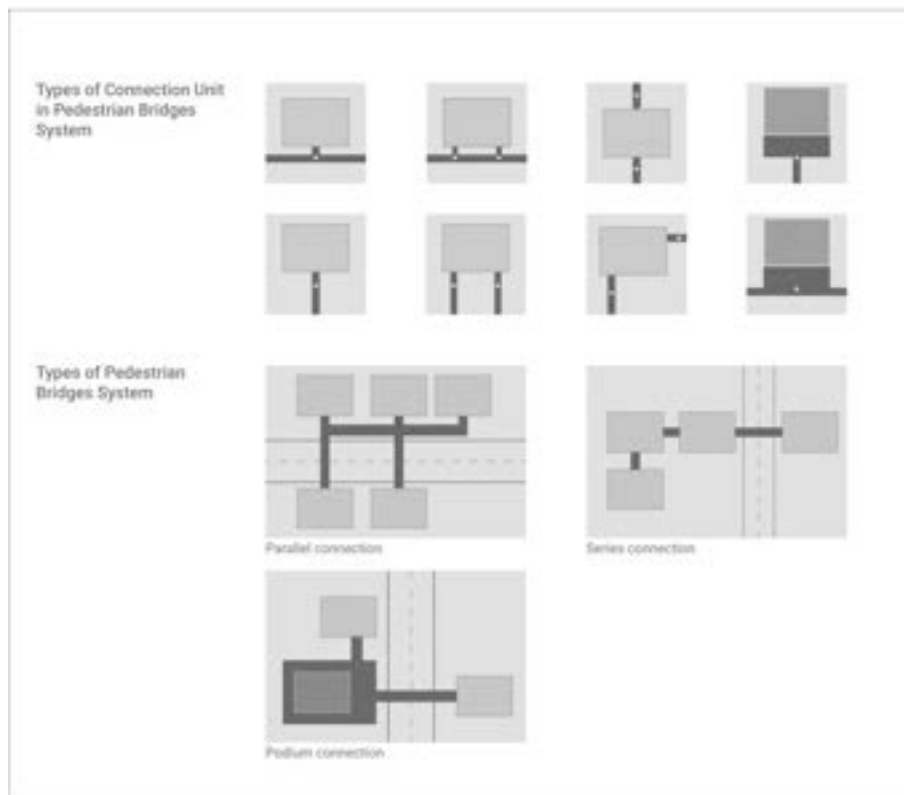 Types of Connection Unit
in Pedestrian Bridges
System
Types of Pedestrian
Bridges System
Parallel connection
Series connection
Podium connection